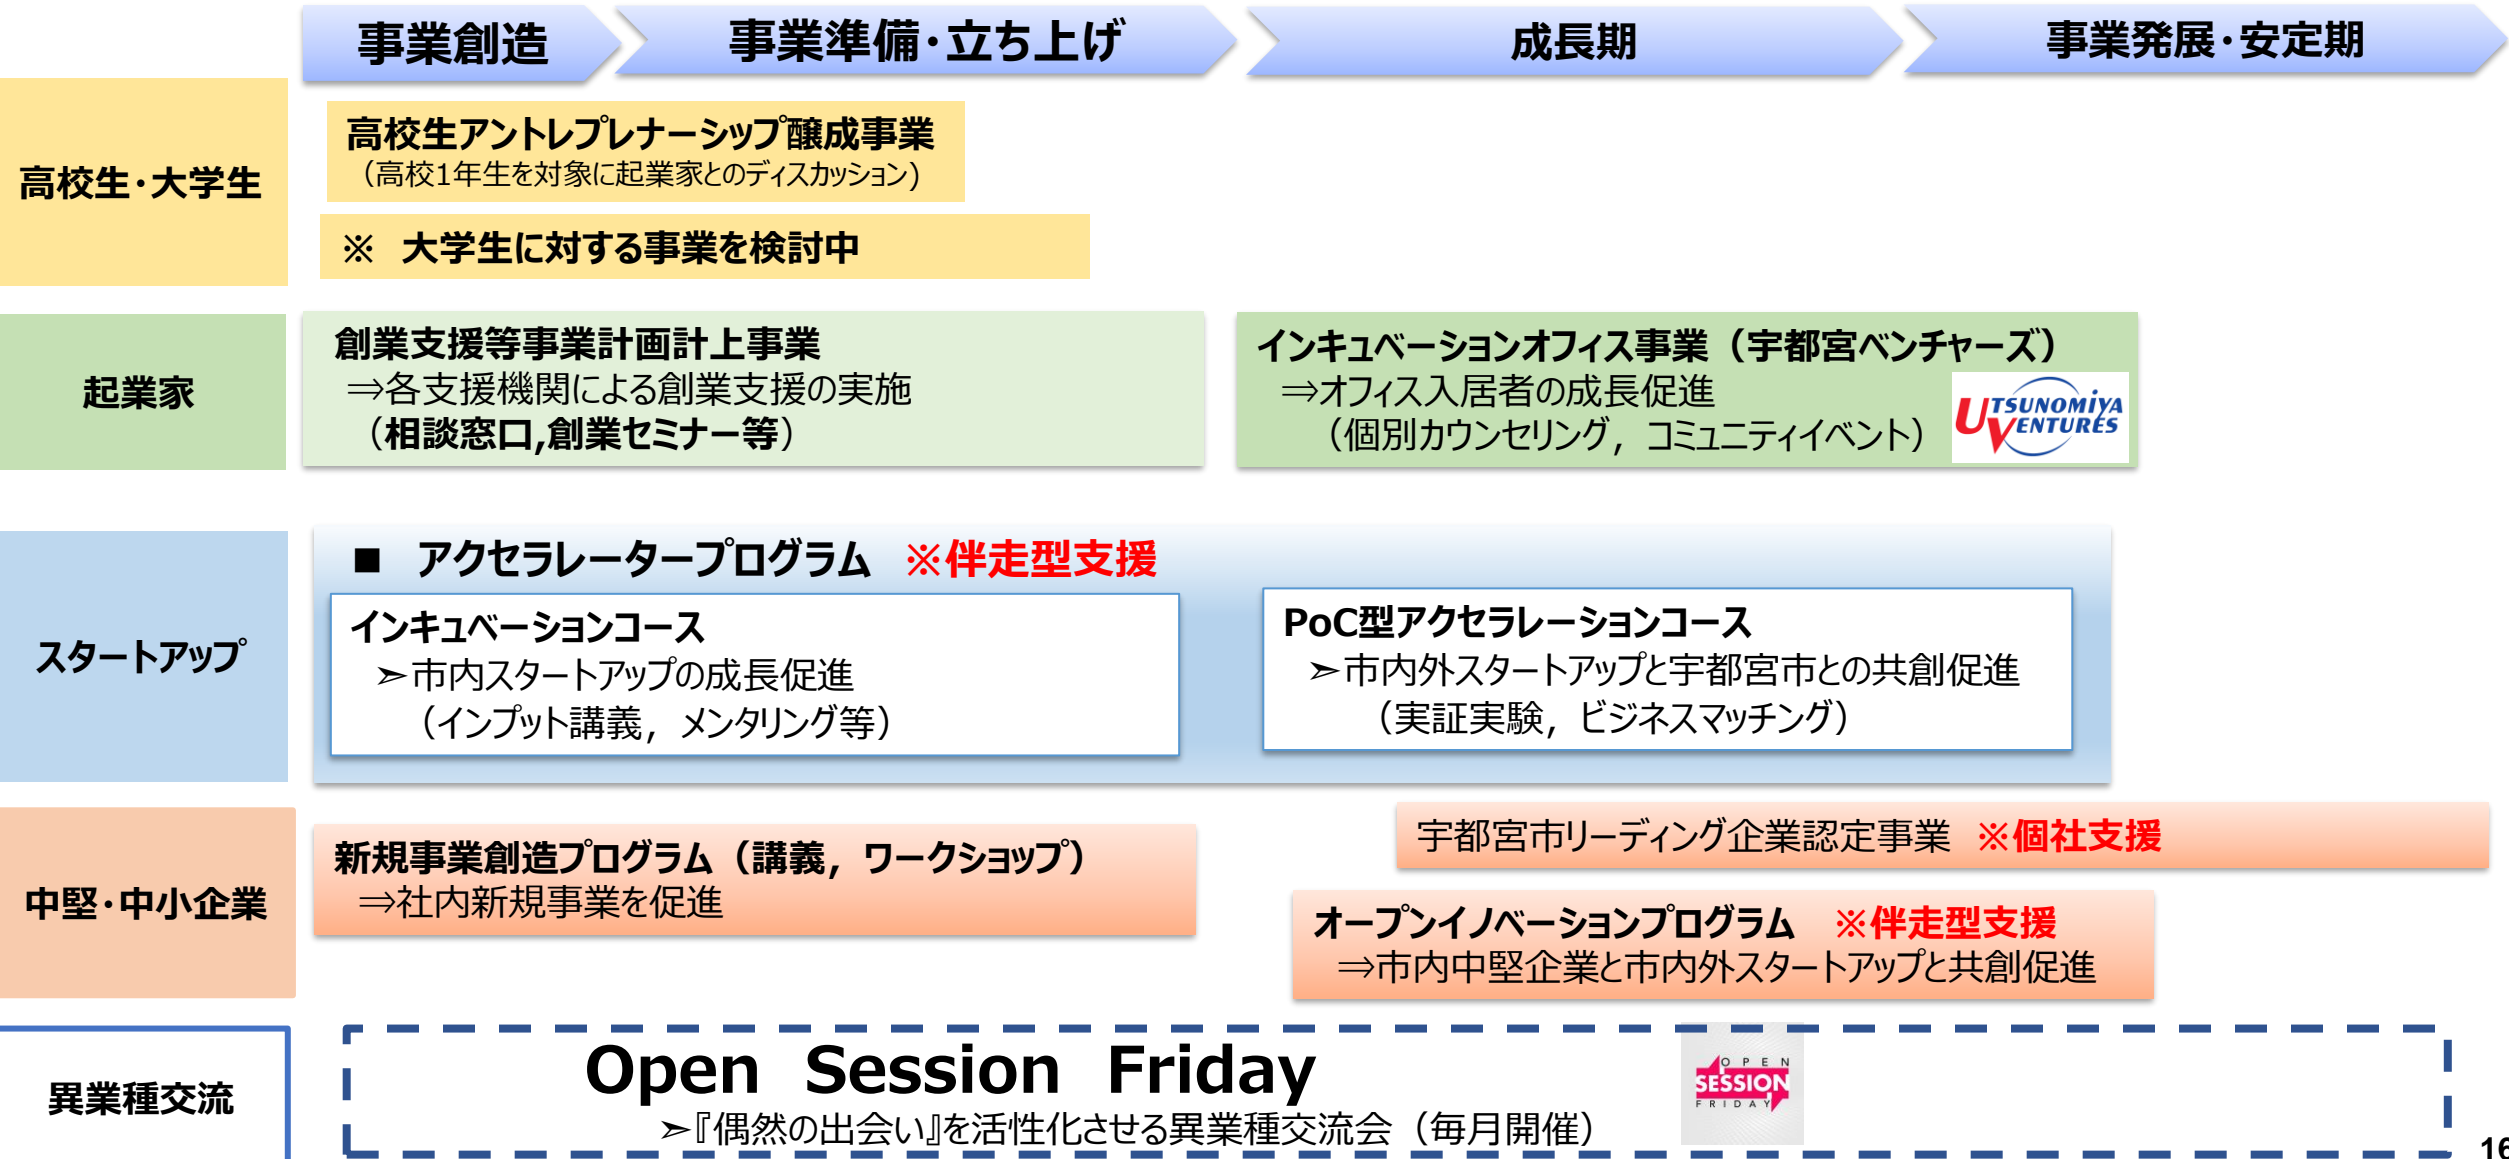 事業創造
事業準備・立ち上げ
成長期
事業発展・安定期
高校生・大学生
高校生アントレプレナーシップ醸成事業
（高校1年生を対象に起業家とのディスカッション）
※　大学生に対する事業を検討中
起業家
創業支援等事業計画計上事業
⇒各支援機関による創業支援の実施
（相談窓口,創業セミナー等）
インキュベーションオフィス事業（宇都宮ベンチャーズ）
⇒オフィス入居者の成長促進
（個別カウンセリング，コミュニティイベント）
UTSUNOMiYA
VENTURES
スタートアップ
■　アクセラレータープログラム　※伴走型支援
インキュベーションコース
➣市内スタートアップの成長促進
（インプット講義，メンタリング等）
PoC型アクセラレーションコース
➣市内外スタートアップと宇都宮市との共創促進
（実証実験，ビジネスマッチング）
中堅・中小企業
新規事業創造プログラム（講義，ワークショップ）
⇒社内新規事業を促進
宇都宮市リーディング企業認定事業　※個社支援
オープンイノベーションプログラム　※伴走型支援
⇒市内中堅企業と市内外スタートアップと共創促進
異業種交流
Open　Session　Friday
➣『偶然の出会い』を活性化させる異業種交流会（毎月開催）
OPEN
SESSION
FRIDAY
16